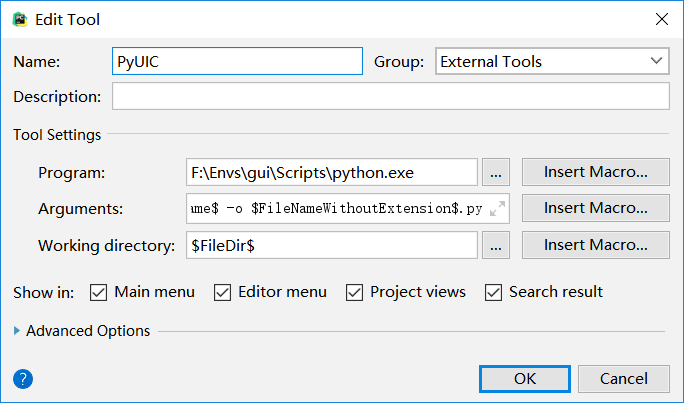 Edit Tool
Name: PyUIC Group: External Tools
Description:
Tool Settings
Program: F:\Envs\gui\Scripts\python.exe ... Insert Macro...
Arguments: ume$ -o $FileNameWithoutExtension$.py Insert Macro...
Working directory: $FileDir$ ... Insert Macro...
Show in: Main menu Editor menu Project views Search result
Advanced Options
? OK Cancel